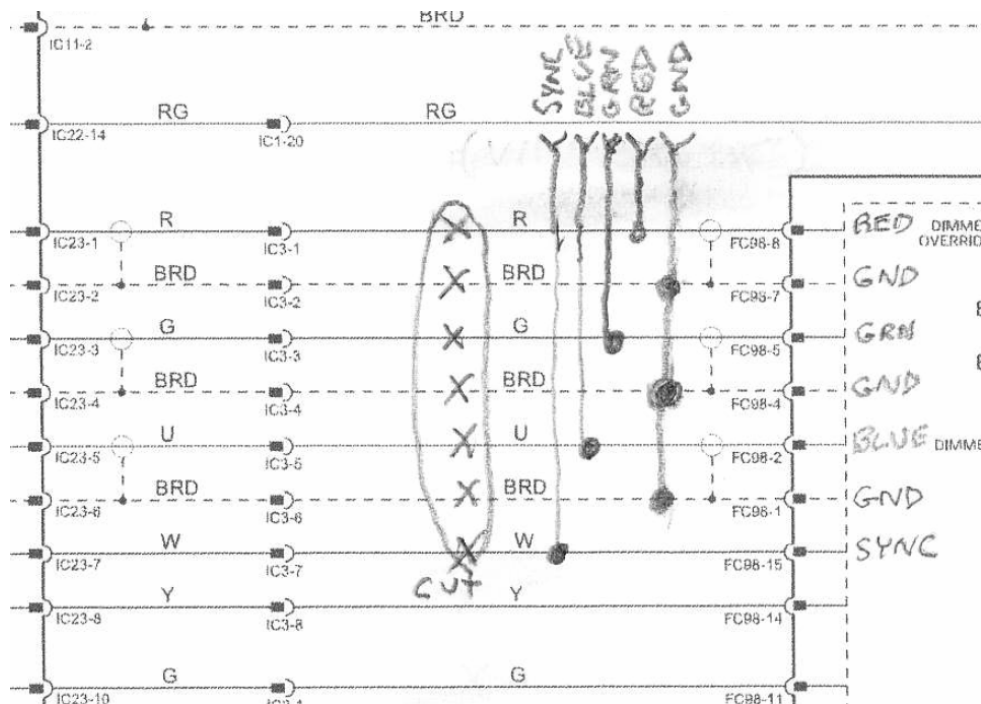 BRD
IC11-2
SYNC BLUE GRN RED GND
RG RG
IC22-14 IC1-20
R R RED DIMME
OVERRID
IC23-1 IC3-1 FC98-8
BRD BRD GND
IC23-2 IC3-2 FC98-7
G G GRN
IC23-3 IC3-3 FC98-5
BRD BRD GND
IC23-4 IC3-4 FC98-4
U U BLUE DIMME
IC23-5 IC3-5 FC98-2
BRD BRD GND
IC23-6 IC3-6 FC98-1
W W SYNC
IC23-7 IC3-7 FC98-15
CUT
Y Y
IC23-8 IC3-8 FC98-14
G G
IC23-10 FC98-11